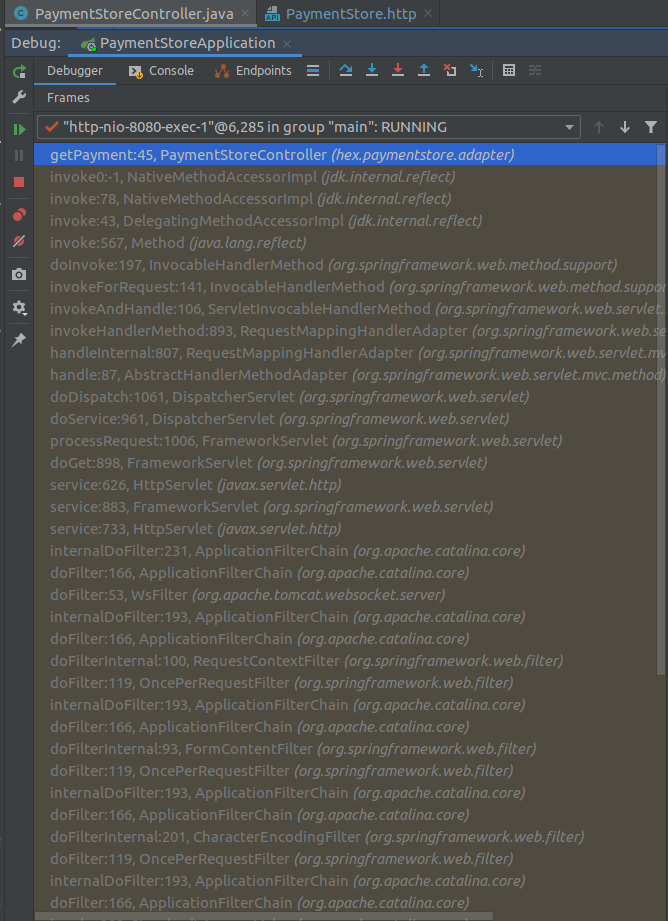 PaymentStoreController.java PaymentStore.http
Debug: PaymentStoreApplication
Debugger Console Endpoints
Frames
"http-nio-8080-exec-1"@6,285 in group "main": RUNNING
getPayment:45, PaymentStoreController (hex.paymentstore.adapter)
invoke0:-1, NativeMethodAccessorImpl (jdk.internal.reflect)
invoke:78, NativeMethodAccessorImpl (jdk.internal.reflect)
invoke:43, DelegatingMethodAccessorImpl (jdk.internal.reflect)
invoke:567, Method (java.lang.reflect)
doInvoke:197, InvocableHandlerMethod (org.springframework.web.method.support)
invokeForRequest:141, InvocableHandlerMethod (org.springframework.web.method.suppor
invokeAndHandle:106, ServletInvocableHandlerMethod (org.springframework.web.servlet.
invokeHandlerMethod:893, RequestMappingHandlerAdapter (org.springframework.web.se
handleInternal:807, RequestMappingHandlerAdapter (org.springframework.web.servlet.mv
handle:87, AbstractHandlerMethodAdapter (org.springframework.web.servlet.mvc.method)
doDispatch:1061, DispatcherServlet (org.springframework.web.servlet)
doService:961, DispatcherServlet (org.springframework.web.servlet)
processRequest:1006, FrameworkServlet (org.springframework.web.servlet)
doGet:898, FrameworkServlet (org.springframework.web.servlet)
service:626, HttpServlet (javax.servlet.http)
service:883, FrameworkServlet (org.springframework.web.servlet)
service:733, HttpServlet (javax.servlet.http)
internalDoFilter:231, ApplicationFilterChain (org.apache.catalina.core)
doFilter:166, ApplicationFilterChain (org.apache.catalina.core)
doFilter:53, WsFilter (org.apache.tomcat.websocket.server)
internalDoFilter:193, ApplicationFilterChain (org.apache.catalina.core)
doFilter:166, ApplicationFilterChain (org.apache.catalina.core)
doFilterInternal:100, RequestContextFilter (org.springframework.web.filter)
doFilter:119, OncePerRequestFilter (org.springframework.web.filter)
internalDoFilter:193, ApplicationFilterChain (org.apache.catalina.core)
doFilter:166, ApplicationFilterChain (org.apache.catalina.core)
doFilterInternal:93, FormContentFilter (org.springframework.web.filter)
doFilter:119, OncePerRequestFilter (org.springframework.web.filter)
internalDoFilter:193, ApplicationFilterChain (org.apache.catalina.core)
doFilter:166, ApplicationFilterChain (org.apache.catalina.core)
doFilterInternal:201, CharacterEncodingFilter (org.springframework.web.filter)
doFilter:119, OncePerRequestFilter (org.springframework.web.filter)
internalDoFilter:193, ApplicationFilterChain (org.apache.catalina.core)
doFilter:166, ApplicationFilterChain (org.apache.catalina.core)